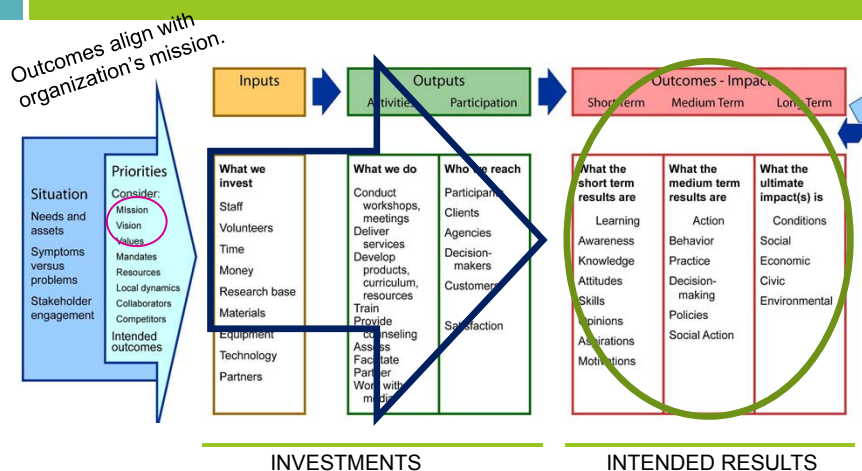 Outcomes align with
organization's mission.
Inputs
Outputs
Activities Participation
Outcomes - Impact
Short Term Medium Term Long Term
Situation
Needs and
assets
Symptoms
versus
problems
Stakeholder
engagement
Priorities
Consider:
MIssion
Vision
Values
Mandates
Resources
Local dynamics
Collaborators
Competitors
Intended
outcomes
What we
invest
Staff
Volunteers
Time
Money
Research base
Materials
Equipment
Technology
Partners
What we do
Conduct
workshops,
meetings
Deliver
services
Develop
products,
curriculum,
resources
Train
Provide
counseling
Assess
Facilitate
Partner
Work with
media
Who we reach
Participants
Clients
Agencies
Decision-
makers
Customers
Satisfaction
What the
short term
results are
Learning
Awareness
Knowledge
Attitudes
Skills
Opinions
Aspirations
Motivations
What the
medium term
results are
Action
Behavior
Practice
Decision-
making
Policies
Social Action
What the
ultimate
impact(s) is
Conditions
Social
Economic
Civic
Environmental
INVESTMENTS
INTENDED RESULTS